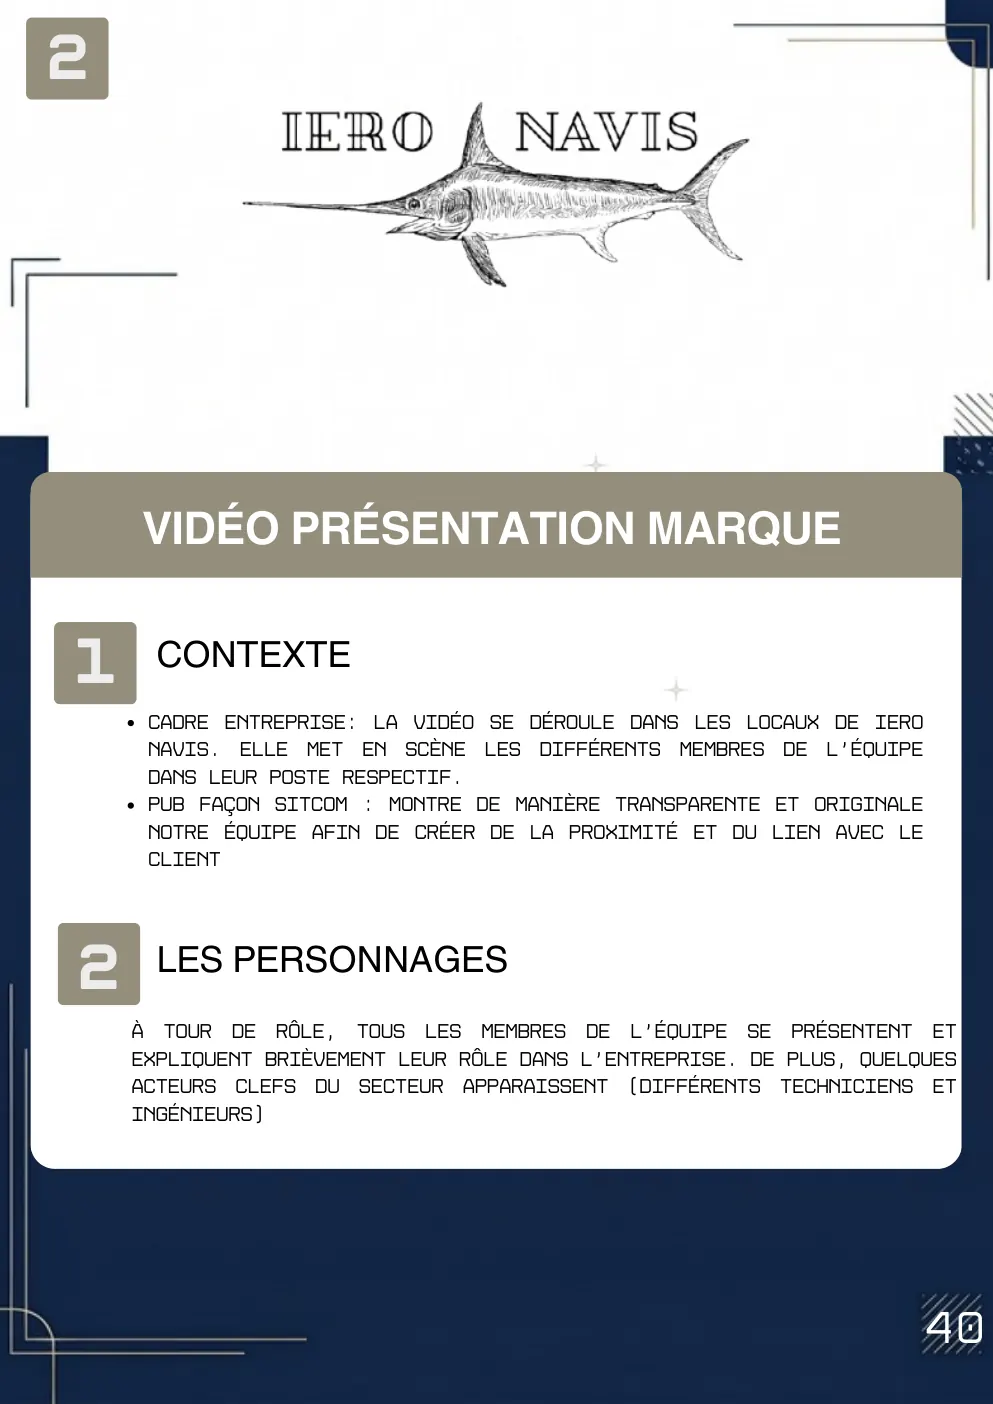 2
IERO NAVIS
VIDÉO PRÉSENTATION MARQUE
1
CONTEXTE
• CADRE ENTREPRISE: LA VIDÉO SE DÉROULE DANS LES LOCAUX DE IERO
NAVIS. ELLE MET EN SCÈNE LES DIFFÉRENTS MEMBRES DE L'ÉQUIPE
DANS LEUR POSTE RESPECTIF.
• PUB FAÇON SITCOM : MONTRE DE MANIÈRE TRANSPARENTE ET ORIGINALE
NOTRE ÉQUIPE AFIN DE CRÉER DE LA PROXIMITÉ ET DU LIEN AVEC LE
CLIENT
2
LES PERSONNAGES
À TOUR DE RÔLE, TOUS LES MEMBRES DE L'ÉQUIPE SE PRÉSENTENT ET
EXPLIQUENT BRIÈVEMENT LEUR RÔLE DANS L'ENTREPRISE. DE PLUS, QUELQUES
ACTEURS CLEFS DU SECTEUR APPARAISSENT (DIFFÉRENTS TECHNICIENS ET
INGÉNIEURS)
40